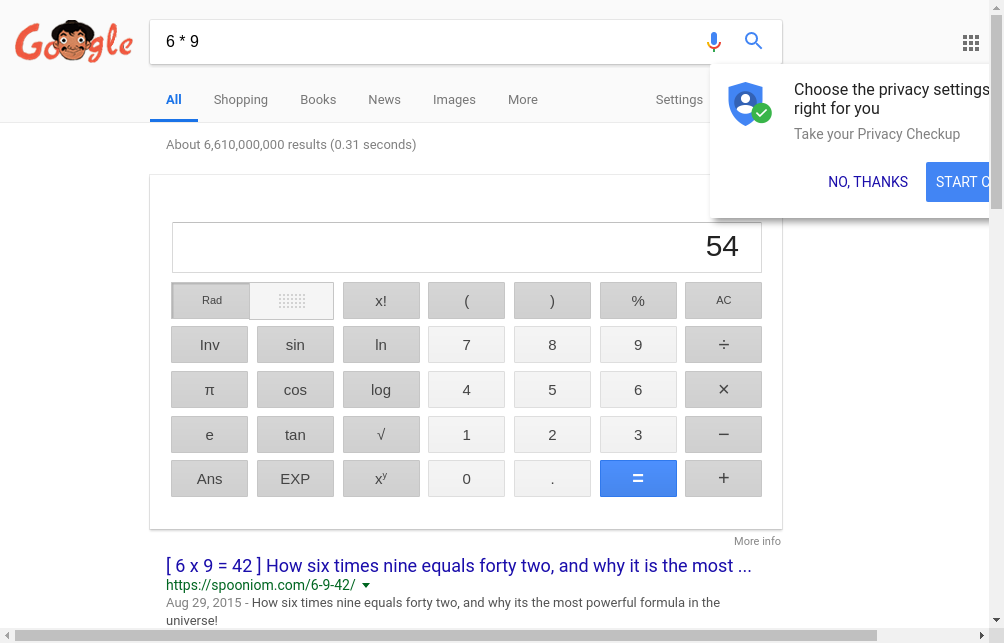 Google
6 * 9
All Shopping Books News Images More Settings
About 6,610,000,000 results (0.31 seconds)
Choose the privacy settings
right for you
Take your Privacy Checkup
NO, THANKS START C
54
Rad x! ( ) % AC
Inv sin ln 7 8 9 ÷
π cos log 4 5 6 ×
e tan √ 1 2 3 −
Ans EXP xʸ 0 . = +
More info
[ 6 x 9 = 42 ] How six times nine equals forty two, and why it is the most ...
https://spooniom.com/6-9-42/
Aug 29, 2015 - How six times nine equals forty two, and why its the most powerful formula in the
universe!